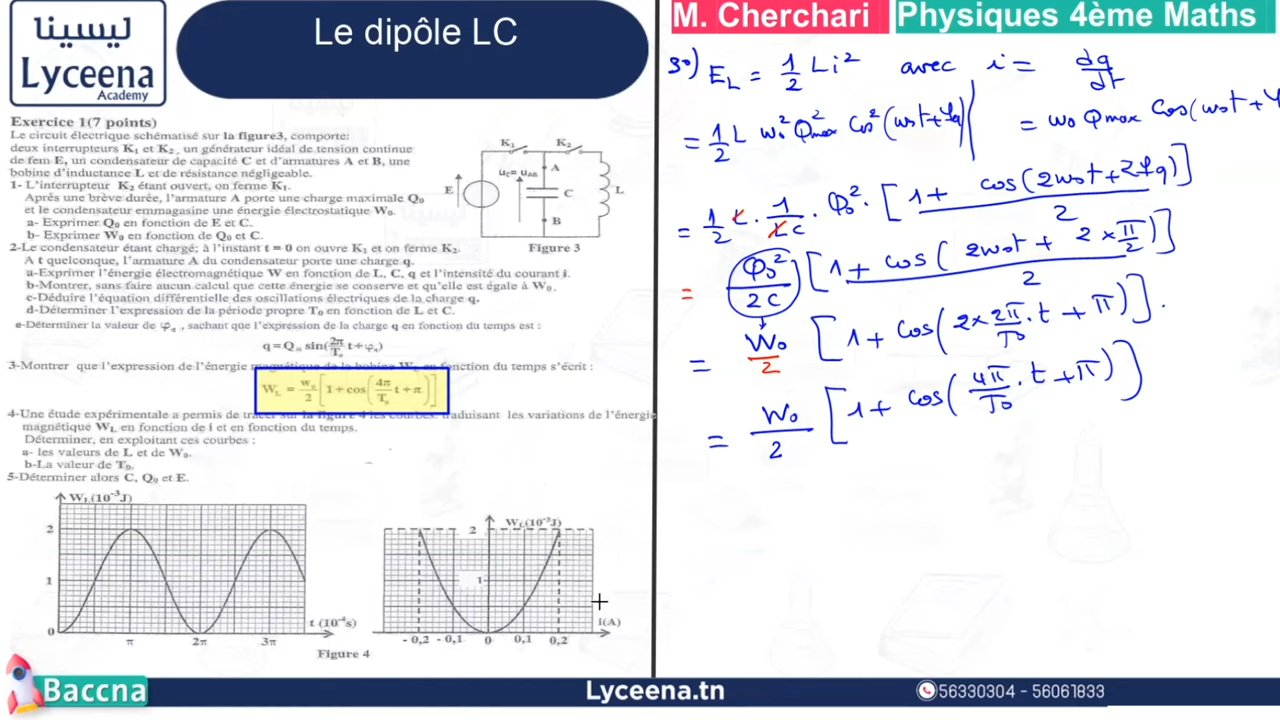 ليسينا
Lyceena
Academy
Le dipôle LC
M. Cherchari Physiques 4ème Maths
Exercice 1(7 points)
Le circuit électrique schématisé sur la figure3, comporte:
deux interrupteurs K₁ et K₂, un générateur idéal de tension continue
de fem E, un condensateur de capacité C et d'armatures A et B, une
bobine d'inductance L et de résistance négligeable.
1- L'interrupteur K₂ étant ouvert, on ferme K₁.
Après une brève durée, l'armature A porte une charge maximale Q₀
et le condensateur emmagasine une énergie électrostatique W₀.
a- Exprimer Q₀ en fonction de E et C.
b- Exprimer W₀ en fonction de Q₀ et C.
2-Le condensateur étant chargé; à l'instant t = 0 on ouvre K₁ et on ferme K₂.
A t quelconque, l'armature A du condensateur porte une charge q.
a-Exprimer l'énergie électromagnétique W en fonction de L, C, q et l'intensité du courant i.
b-Montrer, sans faire aucun calcul que cette énergie se conserve et qu'elle est égale à W₀.
c-Déduire l'équation différentielle des oscillations électriques de la charge q.
d-Déterminer l'expression de la période propre T₀ en fonction de L et C.
e-Déterminer la valeur de φq , sachant que l'expression de la charge q en fonction du temps est :
q = Qm sin(2π/T₀ t+φq)
3-Montrer que l'expression de l'énergie magnétique de la bobine WL en fonction du temps s'écrit :
WL = W₀/2 [1+cos(4π/T₀ t+π)]
4-Une étude expérimentale a permis de tracer sur la figure 4 les courbes, traduisant les variations de l'énergie
magnétique WL en fonction de i et en fonction du temps.
Déterminer, en exploitant ces courbes :
a- les valeurs de L et de W₀.
b-La valeur de T₀.
5-Déterminer alors C, Q₀ et E.
K₁ K₂
E uC= uAB A C L
B
Figure 3
WL(10⁻³J)
2
1
0
π 2π 3π
t (10⁻⁴s)
WL(10⁻³J)
2
1
- 0,2 - 0,1 0 0,1 0,2
i(A)
Figure 4
3°) EL = 1/2 L i² avec i = dq/dt
= 1/2 L ω₀² Q²max cos²(ω₀t+φq) | = ω₀ Qmax cos(ω₀t+φ
= 1/2 L · 1/LC · Q₀² · [1+ cos(2ω₀t+2φq)]/2
= Q₀²/2C [1+ cos( 2ω₀t + 2×π/2)]/2
= W₀/2 [1+ cos(2×2π/T₀ · t + π)] .
= W₀/2 [1+ cos(4π/T₀ · t + π)]
Baccna
Lyceena.tn
56330304 - 56061833